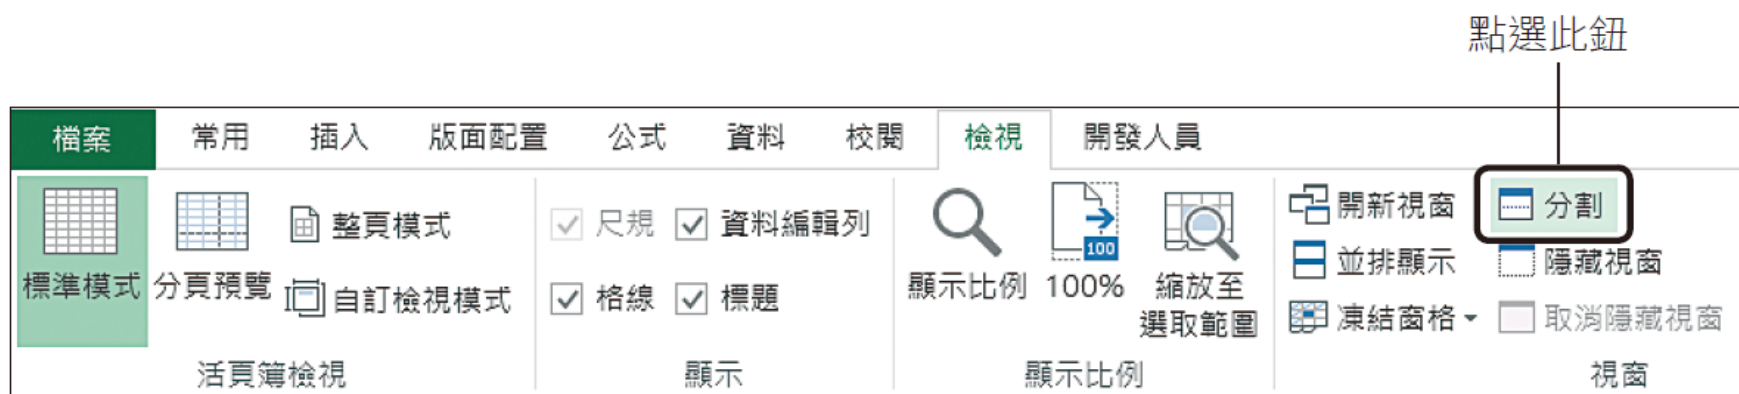 點選此鈕
檔案 常用 插入 版面配置 公式 資料 校閱 檢視 開發人員
標準模式
分頁預覽
整頁模式
自訂檢視模式
活頁簿檢視
尺規
資料編輯列
格線
標題
顯示
顯示比例
100
100%
縮放至
選取範圍
顯示比例
開新視窗
並排顯示
凍結窗格
分割
隱藏視窗
取消隱藏視窗
視窗